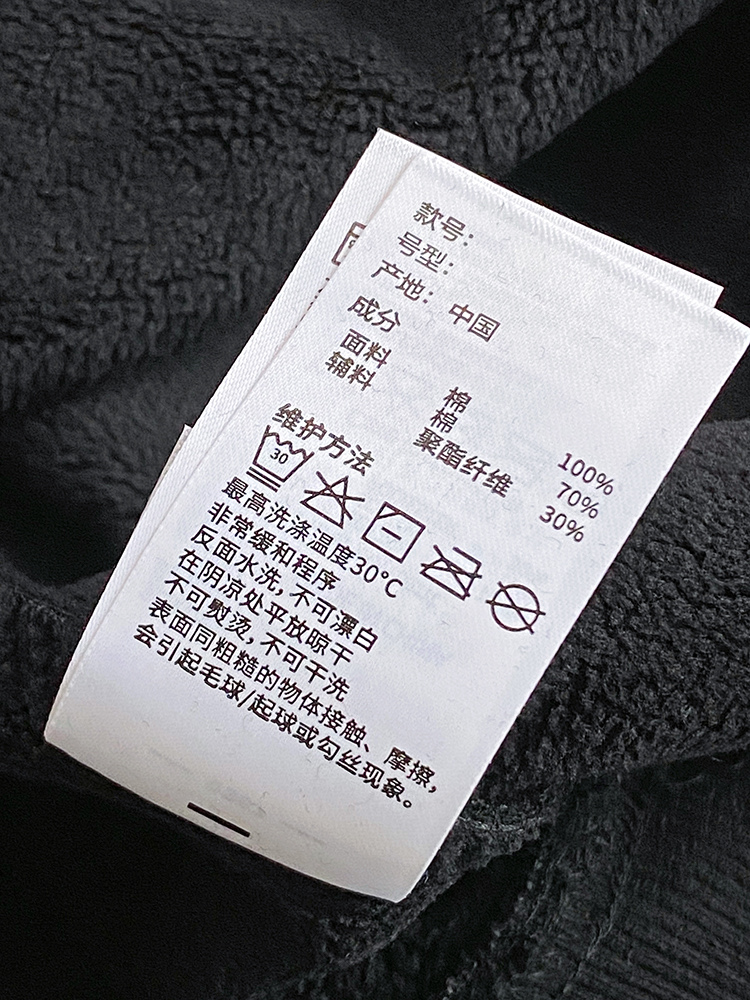 款号：
号型：
产地：中国
成分
面料 棉 100%
辅料 棉 70%
聚酯纤维 30%
维护方法
30
最高洗涤温度30℃
非常缓和程序
反面水洗，不可漂白
在阴凉处平放晾干
不可熨烫，不可干洗
表面同粗糙的物体接触、摩擦，
会引起毛球/起球或勾丝现象。